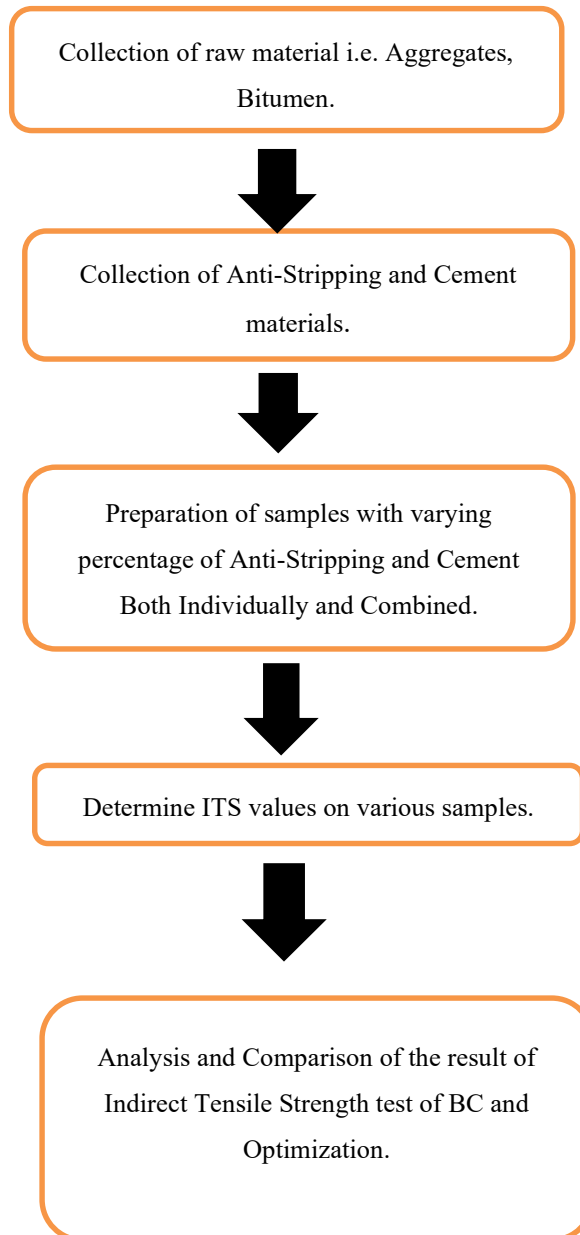 Collection of raw material i.e. Aggregates,
Bitumen.
Collection of Anti-Stripping and Cement
materials.
Preparation of samples with varying
percentage of Anti-Stripping and Cement
Both Individually and Combined.
Determine ITS values on various samples.
Analysis and Comparison of the result of
Indirect Tensile Strength test of BC and
Optimization.